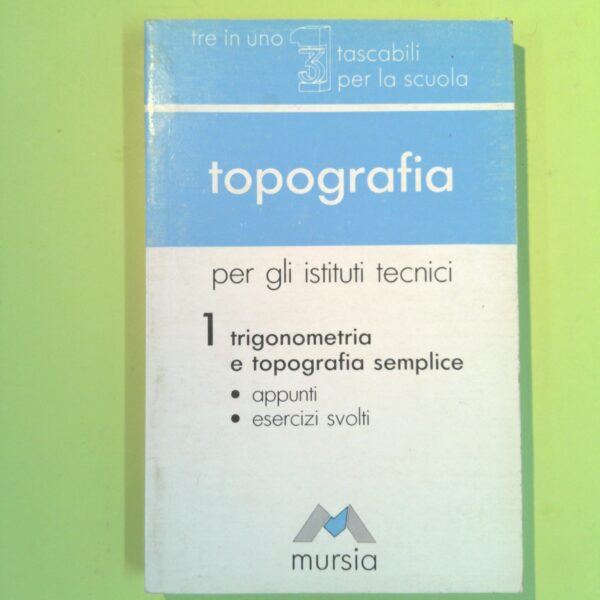 tre in uno
3
tascabili
per la scuola
topografia
per gli istituti tecnici
1 trigonometria
e topografia semplice
• appunti
• esercizi svolti
mursia